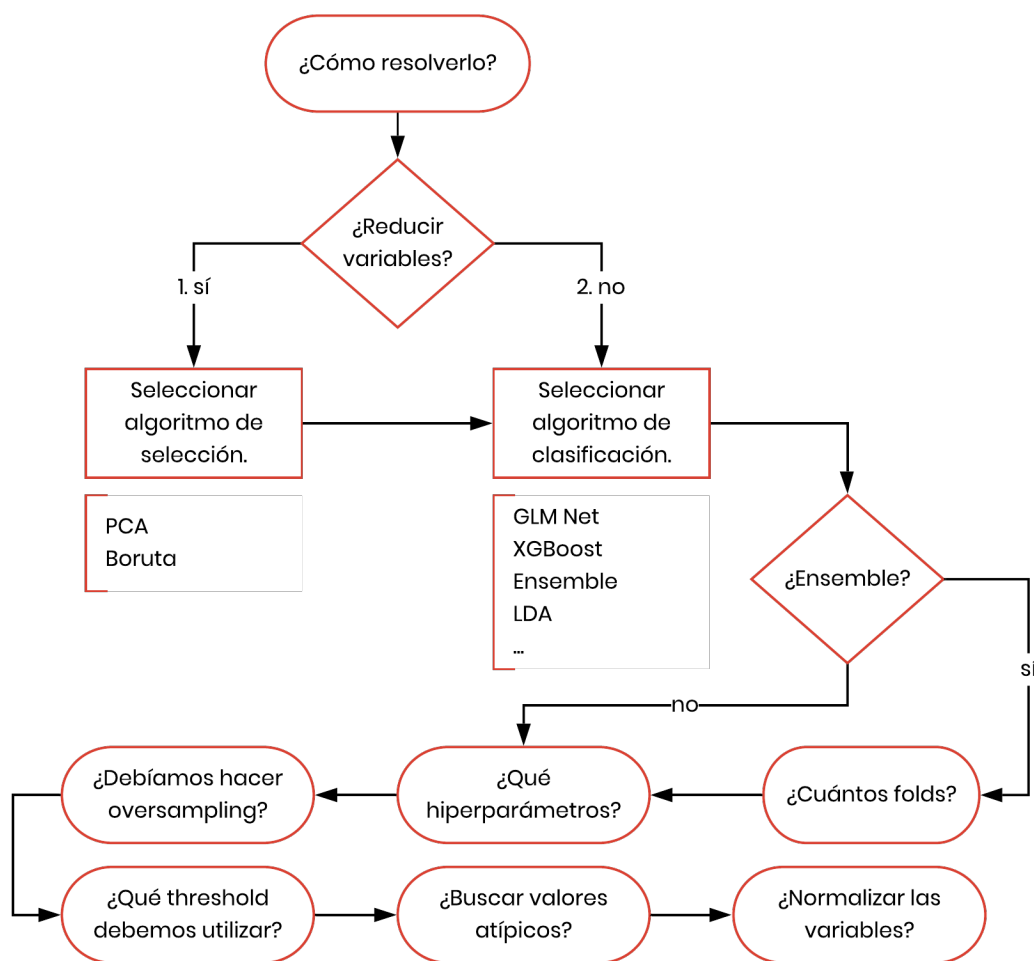 ¿Cómo resolverlo?
¿Reducir
variables?
1. sí
2. no
Seleccionar
algoritmo de
selección.
Seleccionar
algoritmo de
clasificación.
PCA
Boruta
GLM Net
XGBoost
Ensemble
LDA
...
¿Ensemble?
sí
no
¿Debíamos hacer
oversampling?
¿Qué
hiperparámetros?
¿Cuántos folds?
¿Qué threshold
debemos utilizar?
¿Buscar valores
atípicos?
¿Normalizar las
variables?